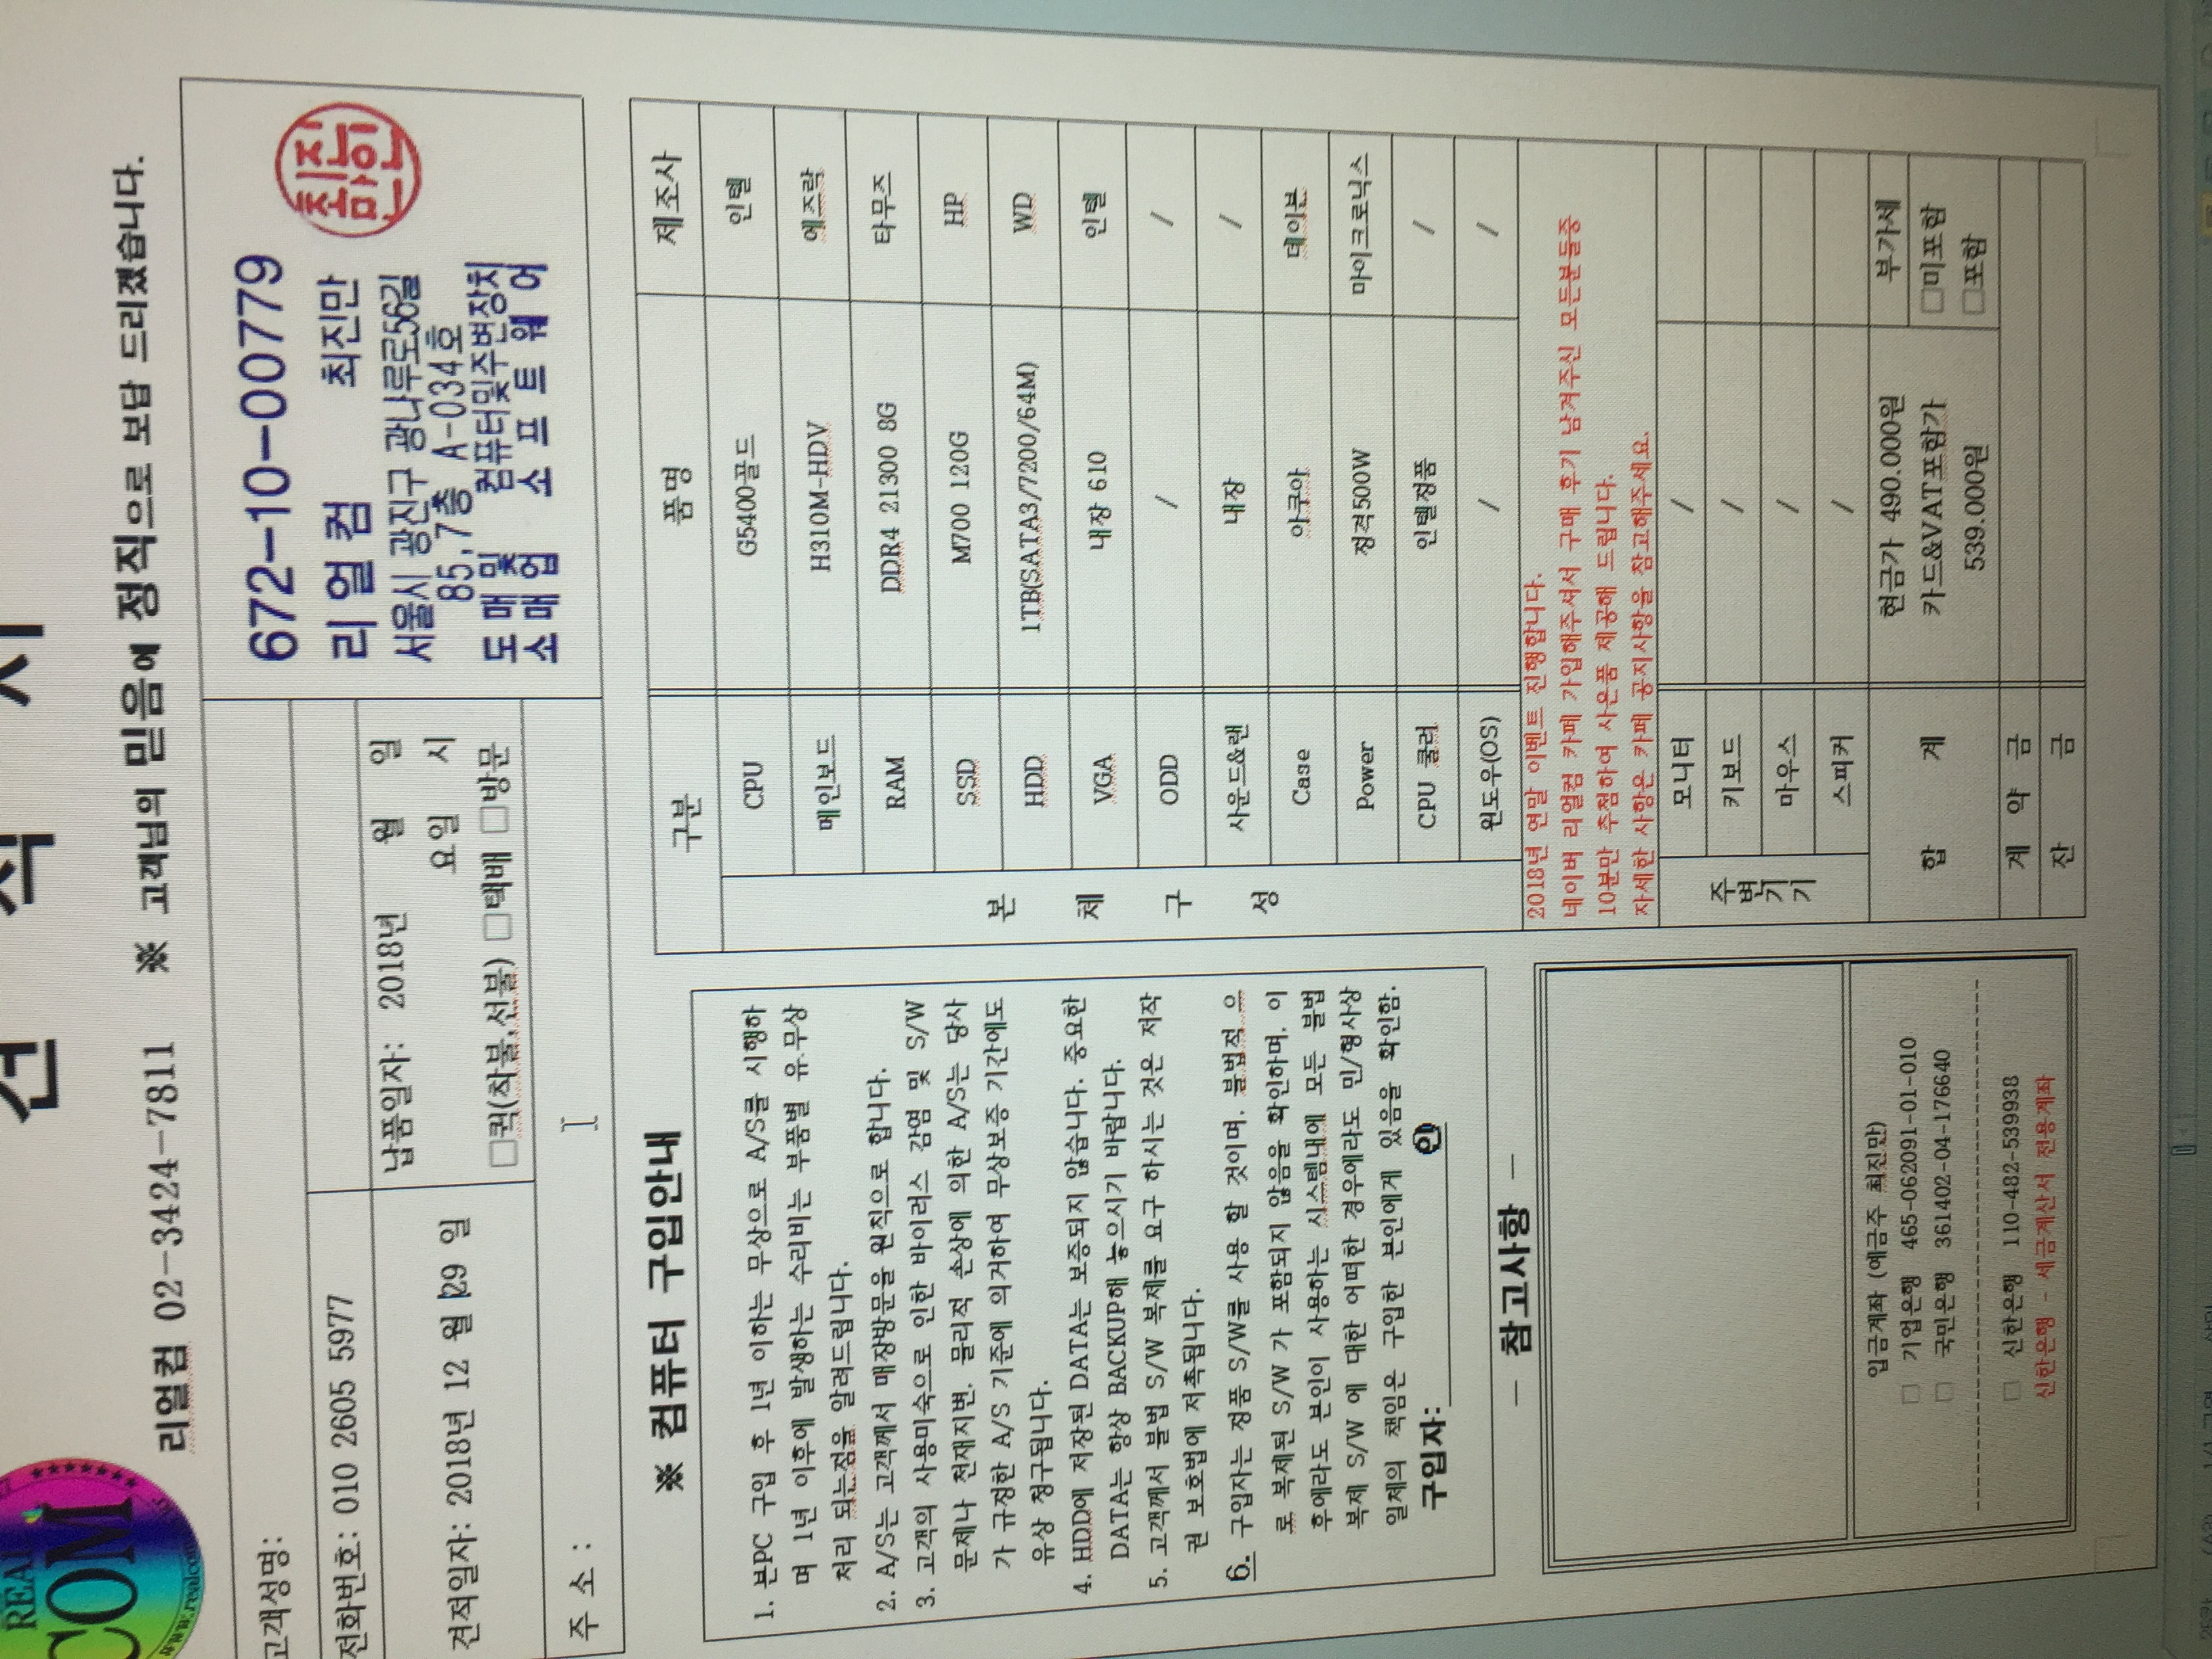 견 적 서
REAL
COM
www.realcom
리얼컴 02-3424-7811 ※ 고객님의 믿음에 정직으로 보답 드리겠습니다.
고객성명:
전화번호: 010 2605 5977
견적일자: 2018년 12 월 29 일
납품일자: 2018년 월 일
요일 시
□퀵(착불,선불) □택배 □방문
주 소 :
672-10-00779
리 얼 컴 최진만
서울시 광진구 광나루로56길
85,7층 A-034호
도매및 컴퓨터및주변장치
소매업 소 프 트 웨 어
최진만인
※ 컴퓨터 구입안내
1. 본PC 구입 후 1년 이하는 무상으로 A/S를 시행하
며 1년 이후에 발생하는 수리비는 부품별 유.무상
처리 되는점을 알려드립니다.
2. A/S는 고객께서 매장방문을 원칙으로 합니다.
3. 고객의 사용미숙으로 인한 바이러스 감염 및 S/W
문제나 천재지변. 물리적 손상에 의한 A/S는 당사
가 규정한 A/S 기준에 의거하여 무상보증 기간에도
유상 청구됩니다.
4. HDD에 저장된 DATA는 보증되지 않습니다. 중요한
DATA는 항상 BACKUP해 놓으시기 바랍니다.
5. 고객께서 불법 S/W 복제를 요구 하시는 것은 저작
권 보호법에 저촉됩니다.
6. 구입자는 정품 S/W를 사용 할 것이며. 불법적 으
로 복제된 S/W 가 포함되지 않음을 확인하며. 이
후에라도 본인이 사용하는 시스템내에 모든 불법
복제 S/W 에 대한 어떠한 경우에라도 민/형사상
일체의 책임은 구입한 본인에게 있음을 확인함.
구입자: 인
- 참고사항 -
입금계좌 (예금주 최진만)
□ 기업은행 465-062091-01-010
□ 국민은행 361402-04-176640
□ 신한은행 110-482-539938
신한은행 - 세금계산서 전용계좌
구분 품명 제조사
본 체 구 성
CPU G5400골드 인텔
메인보드 H310M-HDV 에즈락
RAM DDR4 21300 8G 타무즈
SSD M700 120G HP
HDD 1TB(SATA3/7200/64M) WD
VGA 내장 610 인텔
ODD / /
사운드&랜 내장 /
Case 아쿠아 데이븐
Power 정격500W 마이크로닉스
CPU 쿨러 인텔정품 /
윈도우(OS) / /
2018년 연말 이벤트 진행합니다.
네이버 리얼컴 카페 가입해주셔서 구매 후기 남겨주신 모든분들중
10분만 추첨하여 사은품 제공해 드립니다.
자세한 사항은 카페 공지사항을 참고해주세요.
주변기기
모니터 /
키보드 /
마우스 /
스피커 /
합 계 현금가 490.000원 부가세
카드&VAT포함가 □미포함
539.000원 □포함
계 약 금
잔 금